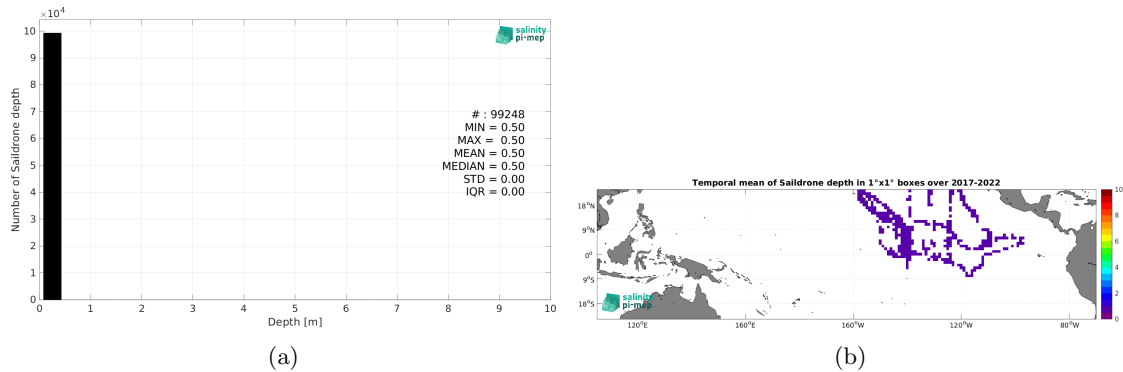 ×10⁴
10
9
8
7
6
5
4
3
2
1
0
Number of Saildrone depth
salinity
pi-mep
# : 99248
MIN = 0.50
MAX = 0.50
MEAN = 0.50
MEDIAN = 0.50
STD = 0.00
IQR = 0.00
0 1 2 3 4 5 6 7 8 9 10
Depth [m]
(a)
Temporal mean of Saildrone depth in 1°x1° boxes over 2017-2022
18°N
9°N
0°
9°S
18°S
salinity
pi-mep
120°E 160°E 160°W 120°W 80°W
10
8
6
4
2
0
(b)